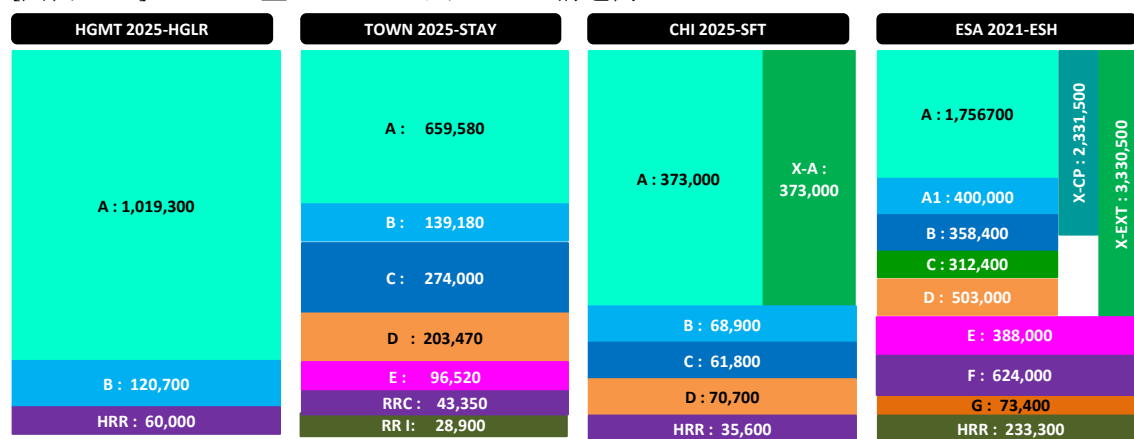 HGMT 2025-HGLR
A : 1,019,300
B : 120,700
HRR : 60,000
TOWN 2025-STAY
A : 659,580
B : 139,180
C : 274,000
D : 203,470
E : 96,520
RRC : 43,350
RR I: 28,900
CHI 2025-SFT
A : 373,000
X-A :
373,000
B : 68,900
C : 61,800
D : 70,700
HRR : 35,600
ESA 2021-ESH
A : 1,756700
A1 : 400,000
B : 358,400
C : 312,400
D : 503,000
X-CP : 2,331,500
X-EXT : 3,330,500
E : 388,000
F : 624,000
G : 73,400
HRR : 233,300